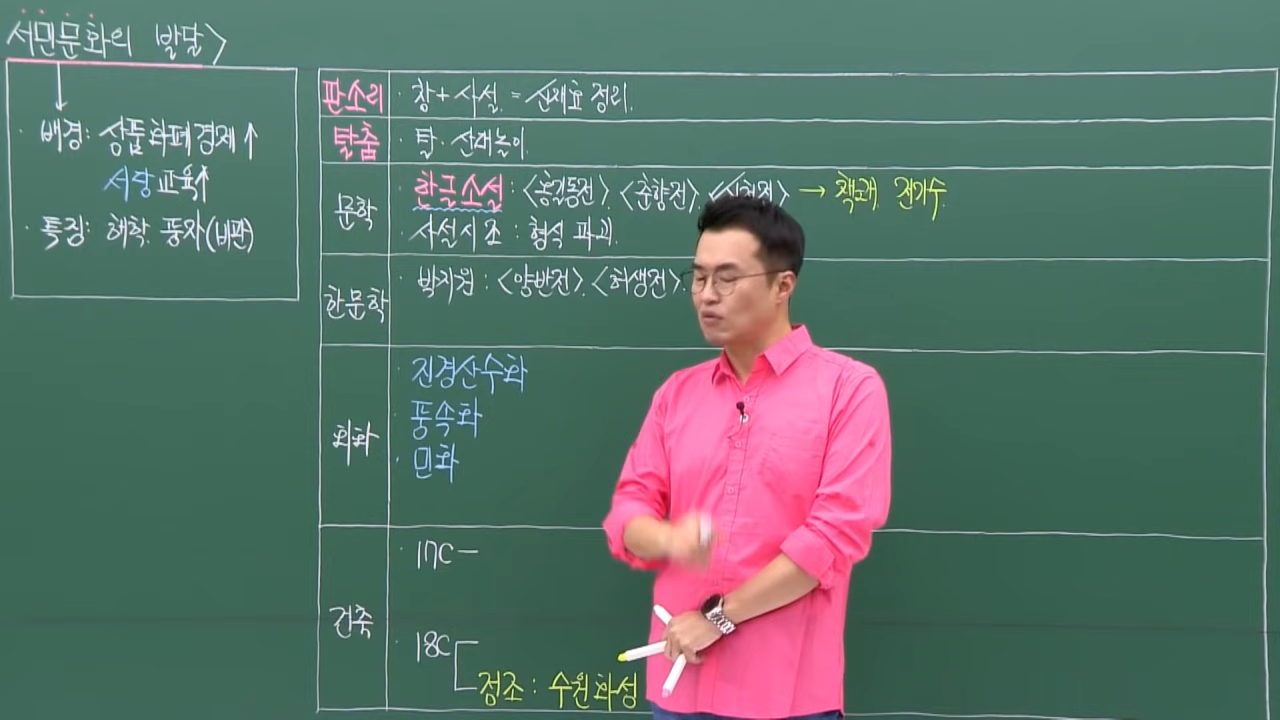 서민문화의 발달>
· 배경: 상품화폐경제↑
서당교육↑
· 특징: 해학. 풍자(비판)
판소리 · 창+사설. = 신재효 정리.
탈춤 · 탈. 산대놀이.
문학 · 한글소설: <홍길동전>. <춘향전>. <심청전> → 책쾌. 전기수.
· 사설시조 : 형식 파괴.
한문학 · 박지원: <양반전>. <허생전>.
회화 · 진경산수화
· 풍속화
· 민화
건축 · 17C─
· 18C
정조 : 수원화성